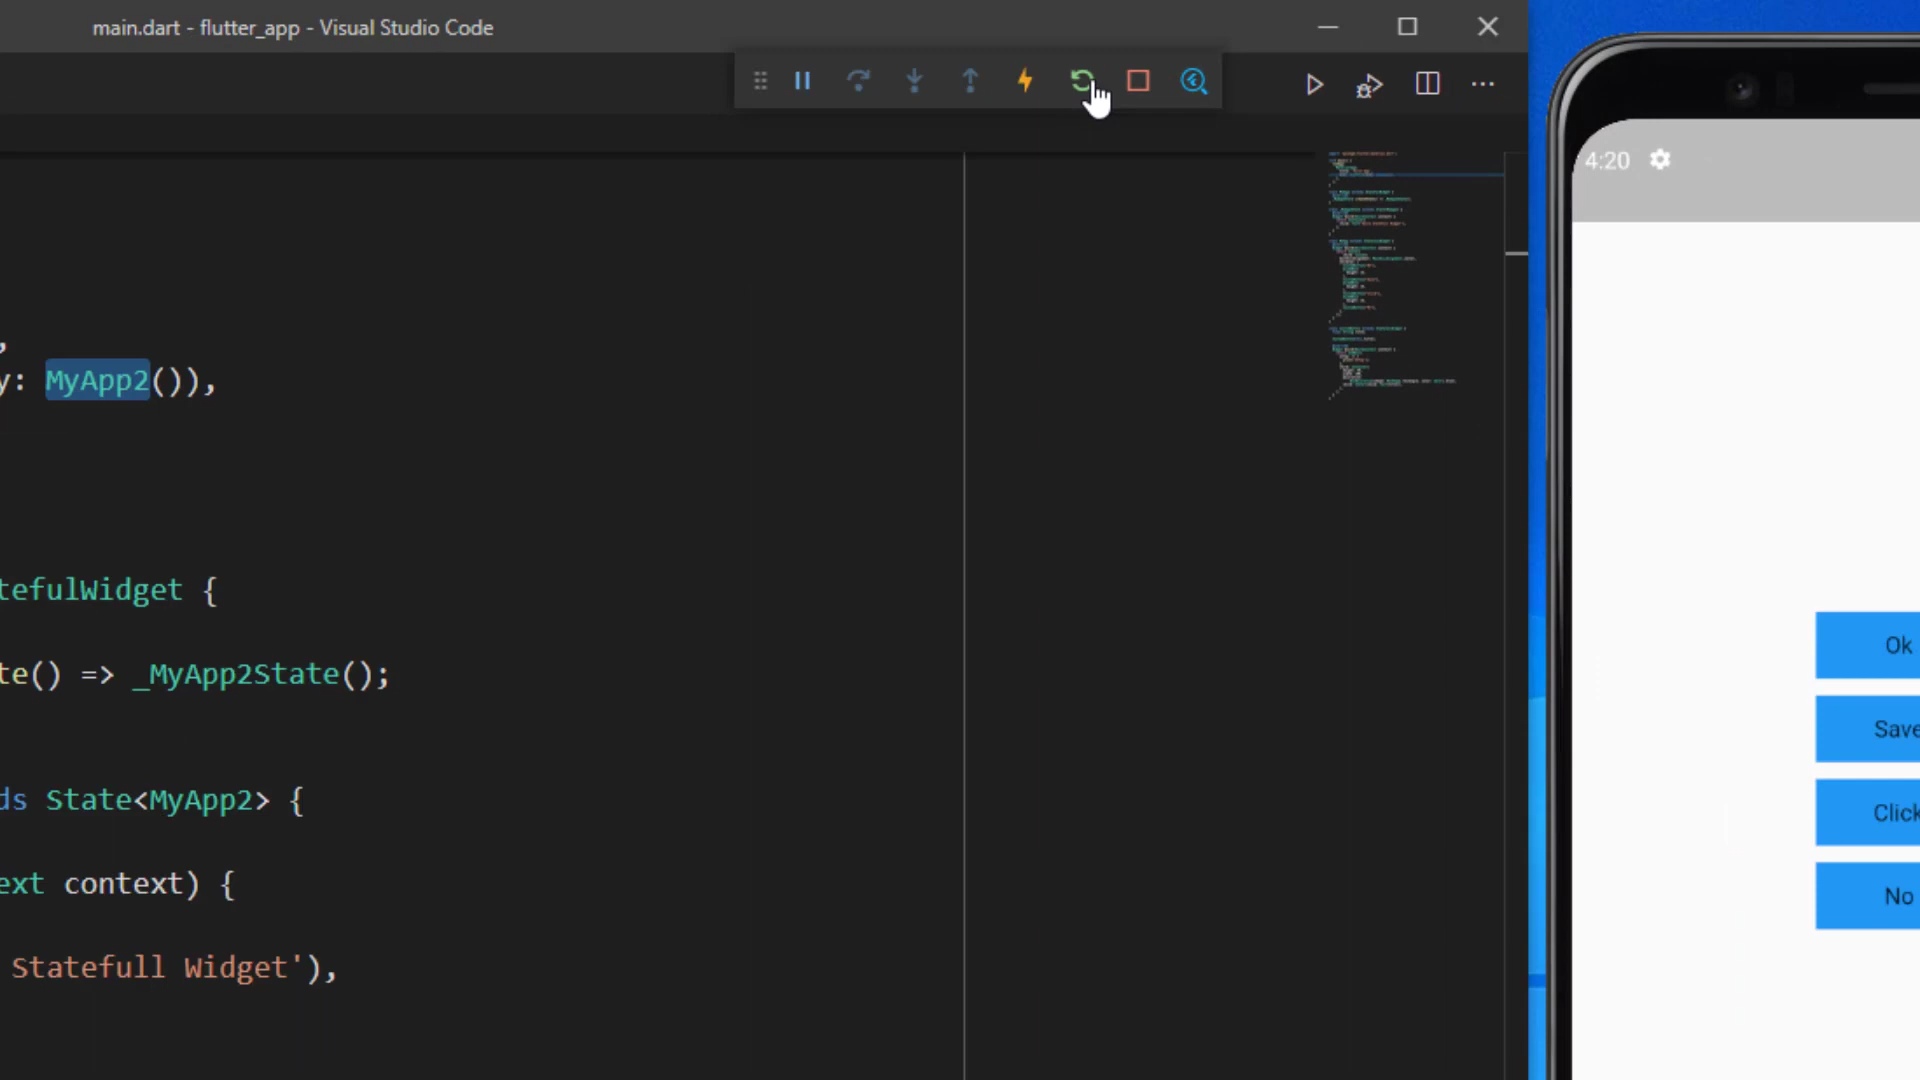 main.dart - flutter_app - Visual Studio Code
4:20
,
y: MyApp2()),
tefulWidget {
te() => _MyApp2State();
ds State<MyApp2> {
ext context) {
Statefull Widget'),
Ok
Save
Click
No